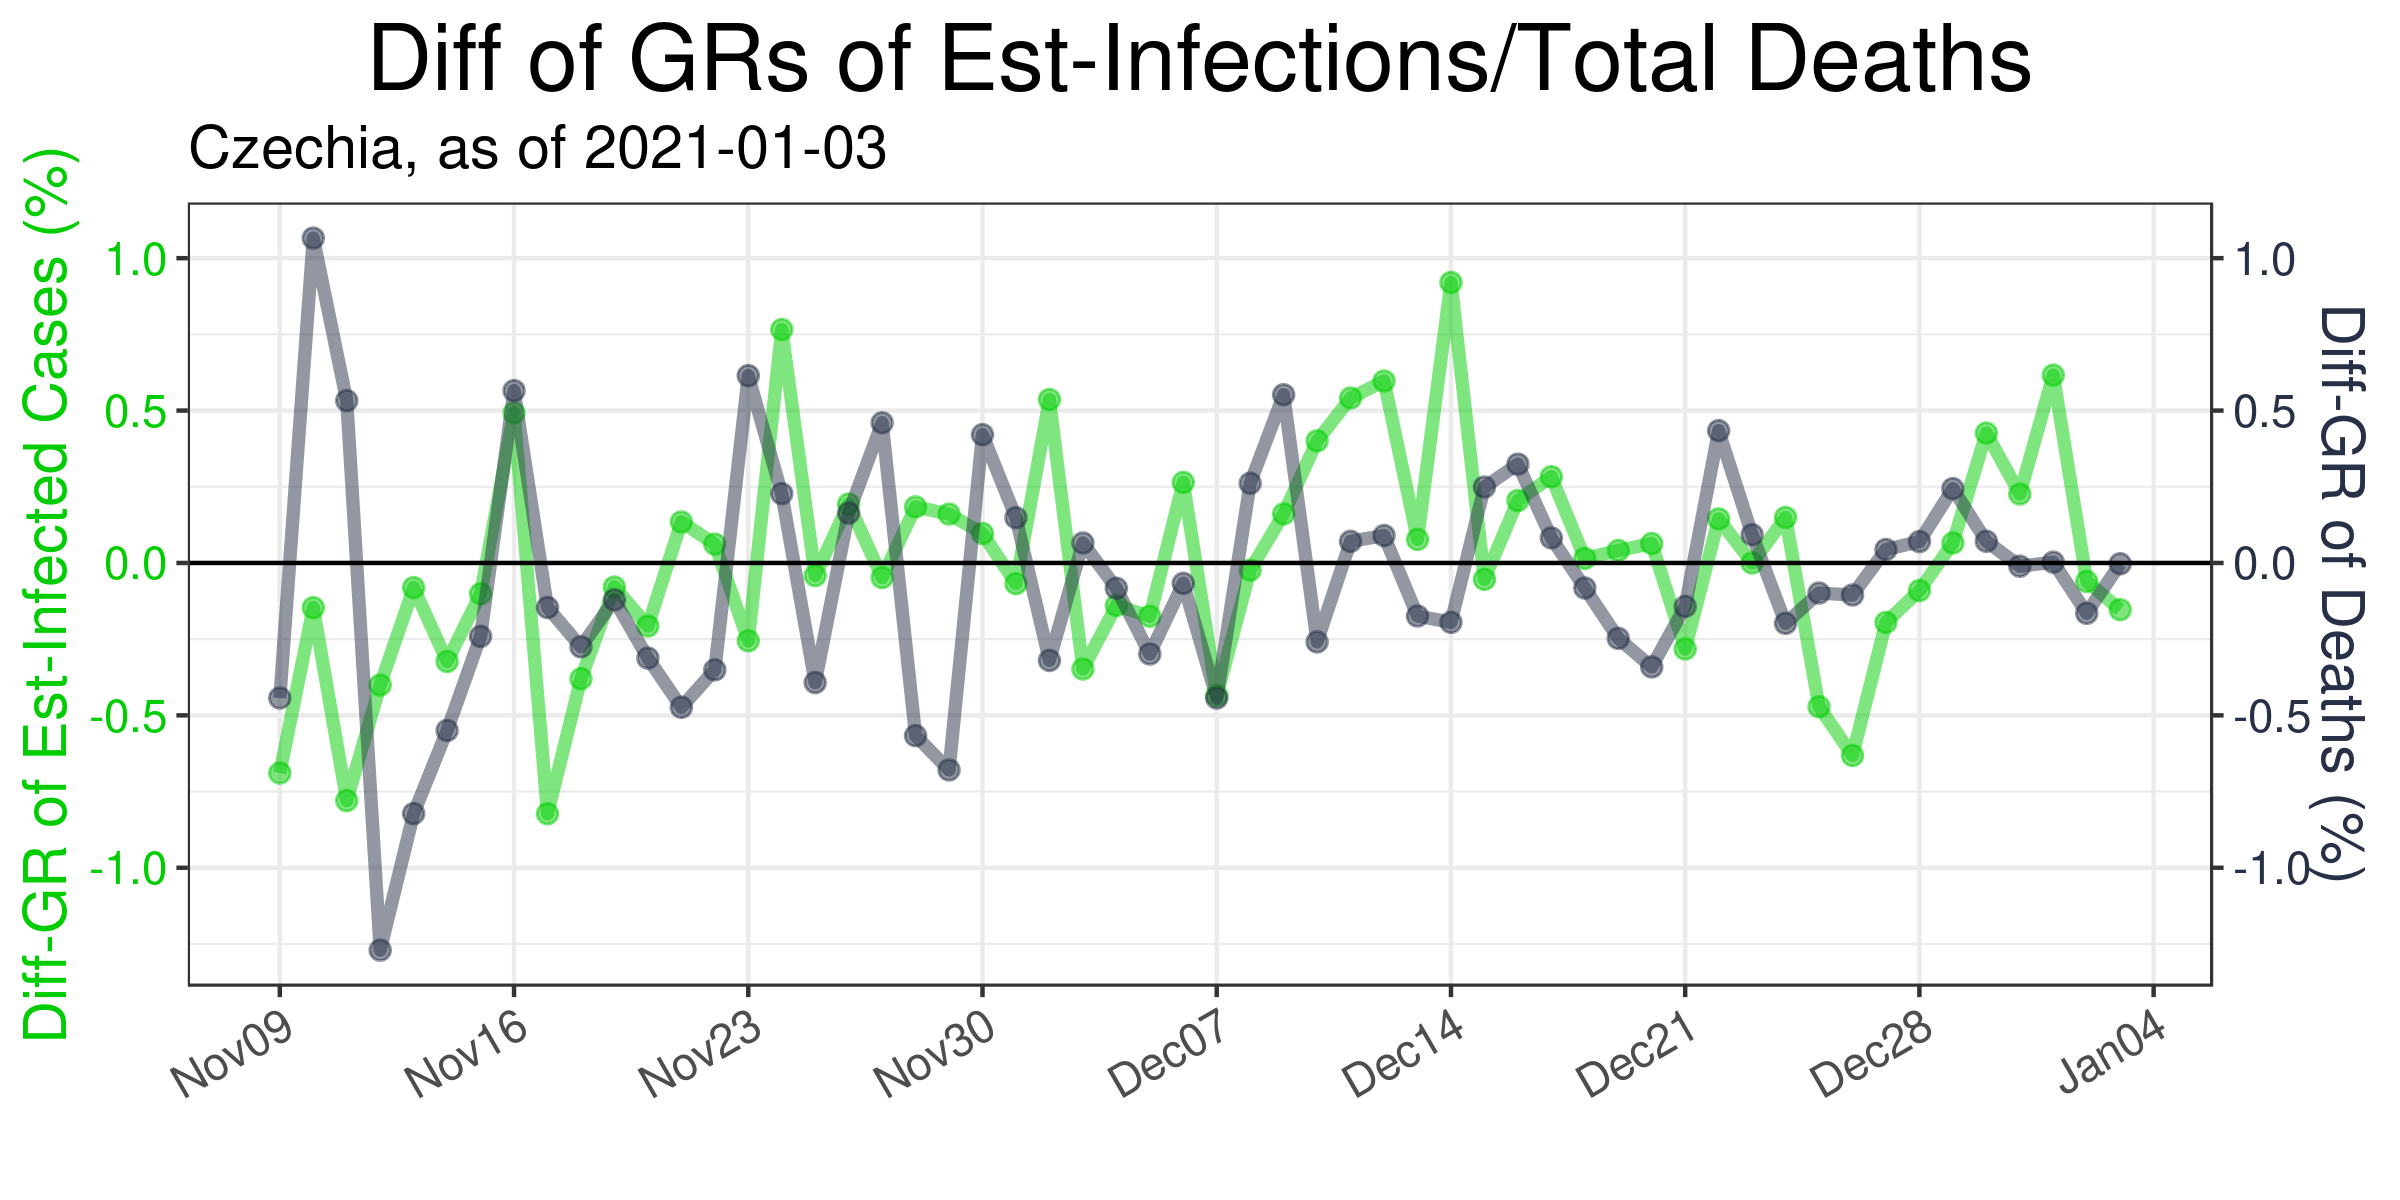 Diff of GRs of Est-Infections/Total Deaths
Czechia, as of 2021-01-03
Diff-GR of Est-Infected Cases (%)
1.0
0.5
0.0
-0.5
-1.0
1.0
0.5
0.0
-0.5
-1.0
Diff-GR of Deaths (%)
Nov09 Nov16 Nov23 Nov30 Dec07 Dec14 Dec21 Dec28 Jan04